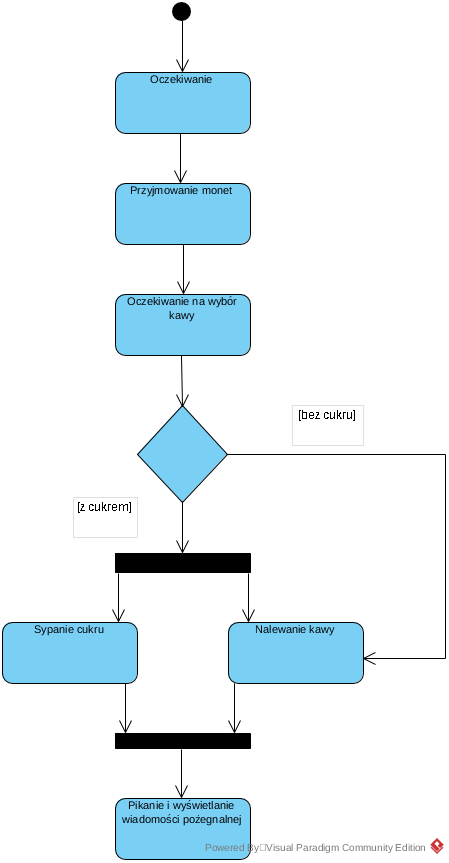 Oczekiwanie
Przyjmowanie monet
Oczekiwanie na wybór
kawy
[bez cukru]
[z cukrem]
Sypanie cukru
Nalewanie kawy
Pikanie i wyświetlanie
wiadomości pożegnalnej
Powered By Visual Paradigm Community Edition